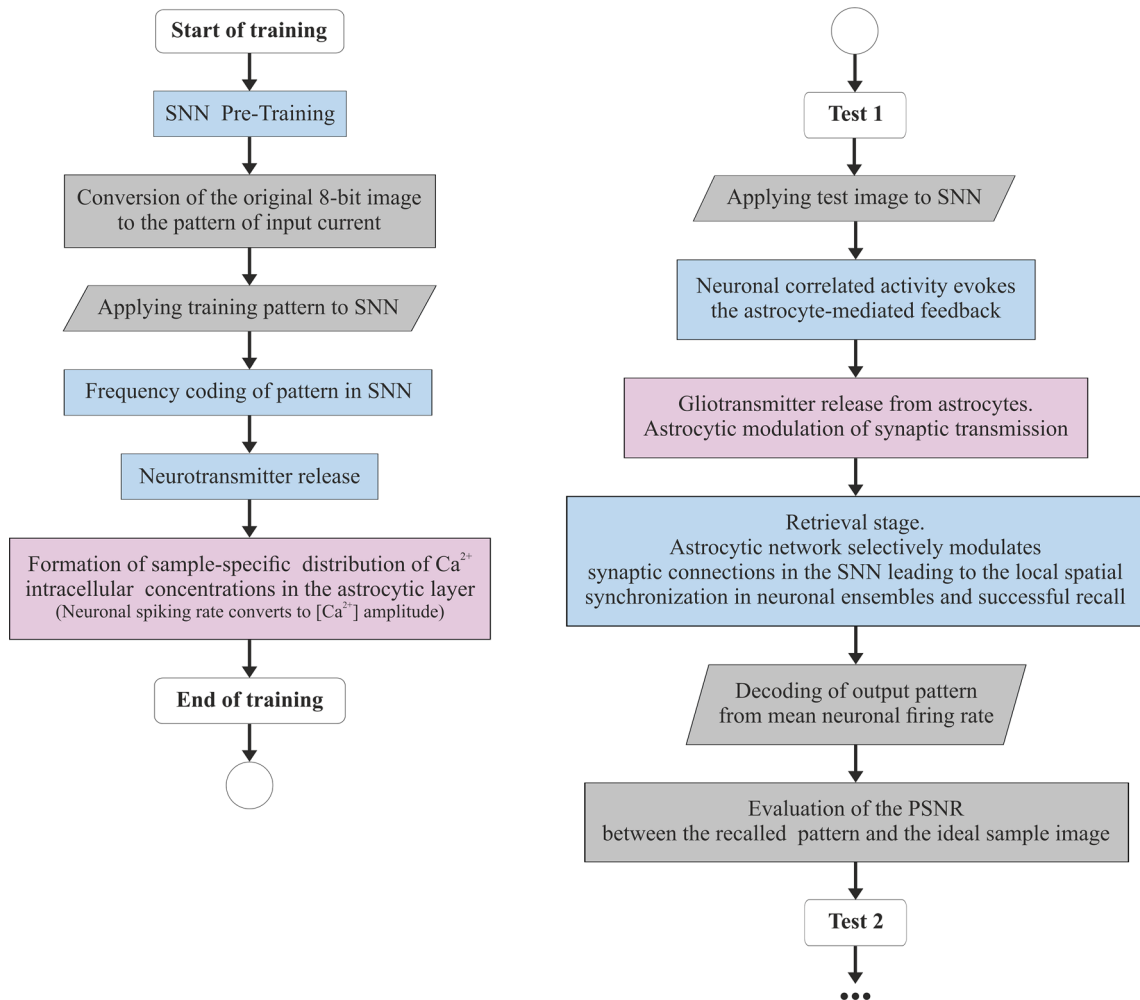 Start of training
SNN Pre-Training
Conversion of the original 8-bit image
to the pattern of input current
Applying training pattern to SNN
Frequency coding of pattern in SNN
Neurotransmitter release
Formation of sample-specific distribution of Ca²⁺
intracellular concentrations in the astrocytic layer
(Neuronal spiking rate converts to [Ca²⁺] amplitude)
End of training
Test 1
Applying test image to SNN
Neuronal correlated activity evokes
the astrocyte-mediated feedback
Gliotransmitter release from astrocytes.
Astrocytic modulation of synaptic transmission
Retrieval stage.
Astrocytic network selectively modulates
synaptic connections in the SNN leading to the local spatial
synchronization in neuronal ensembles and successful recall
Decoding of output pattern
from mean neuronal firing rate
Evaluation of the PSNR
between the recalled pattern and the ideal sample image
Test 2
•••